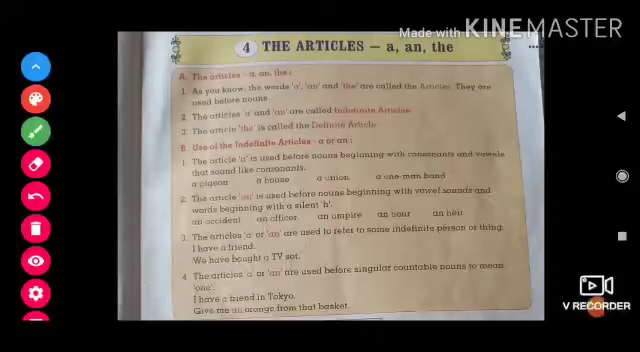 Made with KINEMASTER
4 THE ARTICLES – a, an, the
A. The articles – a, an, the :
1. As you know, the words 'a', 'an' and 'the' are called the Articles. They are
used before nouns.
2. The articles 'a' and 'an' are called Indefinite Articles.
3. The article 'the' is called the Definite Article.
B. Use of the Indefinite Articles – a or an :
1. The article 'a' is used before nouns beginning with consonants and vowels
that sound like consonants.
a pigeon a house a union a one-man band
2. The article 'an' is used before nouns beginning with vowel sounds and
words beginning with a silent 'h'.
an accident an officer an umpire an hour an heir
3. The articles 'a' or 'an' are used to refer to some indefinite person or thing.
I have a friend.
We have bought a TV set.
4. The articles 'a' or 'an' are used before singular countable nouns to mean
'one'.
I have a friend in Tokyo.
Give me an orange from that basket.
V RECORDER